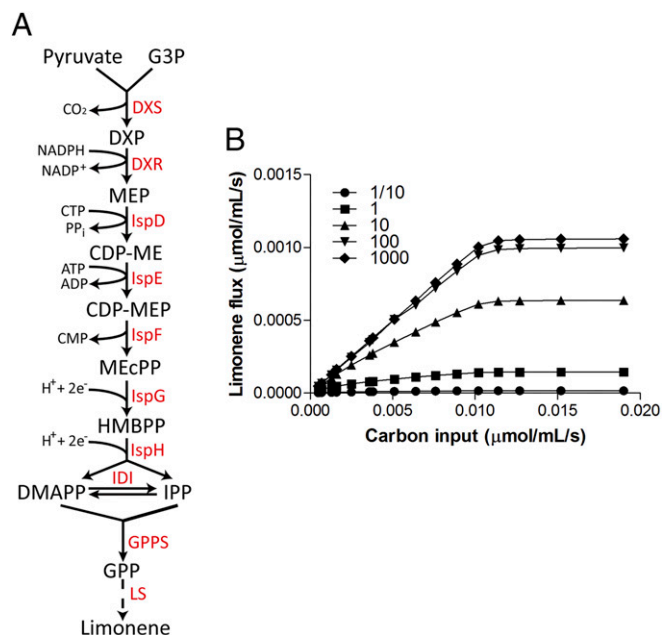 A
Pyruvate G3P
CO₂ DXS
DXP
NADPH
NADP⁺ DXR
MEP
CTP
PPᵢ IspD
CDP-ME
ATP
ADP IspE
CDP-MEP
CMP IspF
MEcPP
H⁺+ 2e⁻ IspG
HMBPP
H⁺+ 2e⁻ IspH
IDI
DMAPP IPP
GPPS
GPP
LS
Limonene
B
Limonene flux (μmol/mL/s)
0.0015
0.0010
0.0005
0.0000
1/10
1
10
100
1000
0.000 0.005 0.010 0.015 0.020
Carbon input (μmol/mL/s)